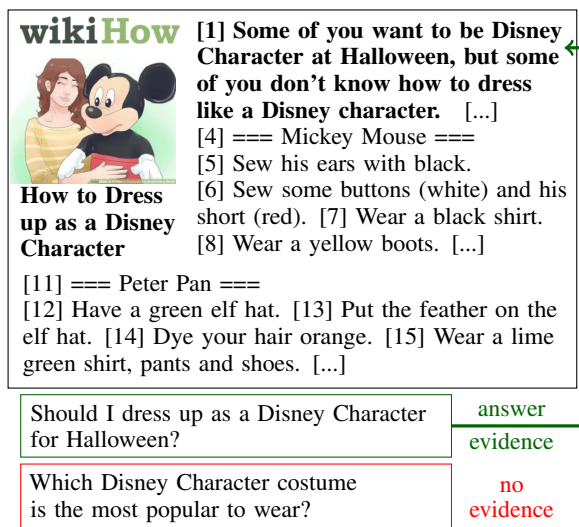 wikiHow
How to Dress
up as a Disney
Character
[1] Some of you want to be Disney
Character at Halloween, but some
of you don't know how to dress
like a Disney character. [...]
[4] === Mickey Mouse ===
[5] Sew his ears with black.
[6] Sew some buttons (white) and his
short (red). [7] Wear a black shirt.
[8] Wear a yellow boots. [...]
[11] === Peter Pan ===
[12] Have a green elf hat. [13] Put the feather on the
elf hat. [14] Dye your hair orange. [15] Wear a lime
green shirt, pants and shoes. [...]
Should I dress up as a Disney Character
for Halloween?
answer
evidence
Which Disney Character costume
is the most popular to wear?
no
evidence